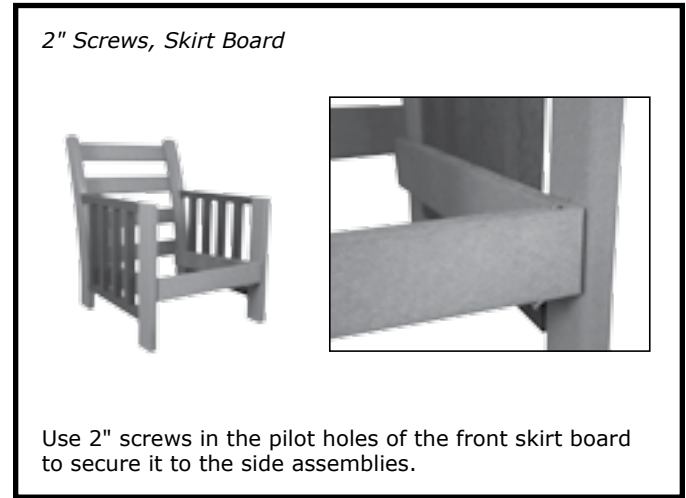 2" Screws, Skirt Board
Use 2" screws in the pilot holes of the front skirt board
to secure it to the side assemblies.